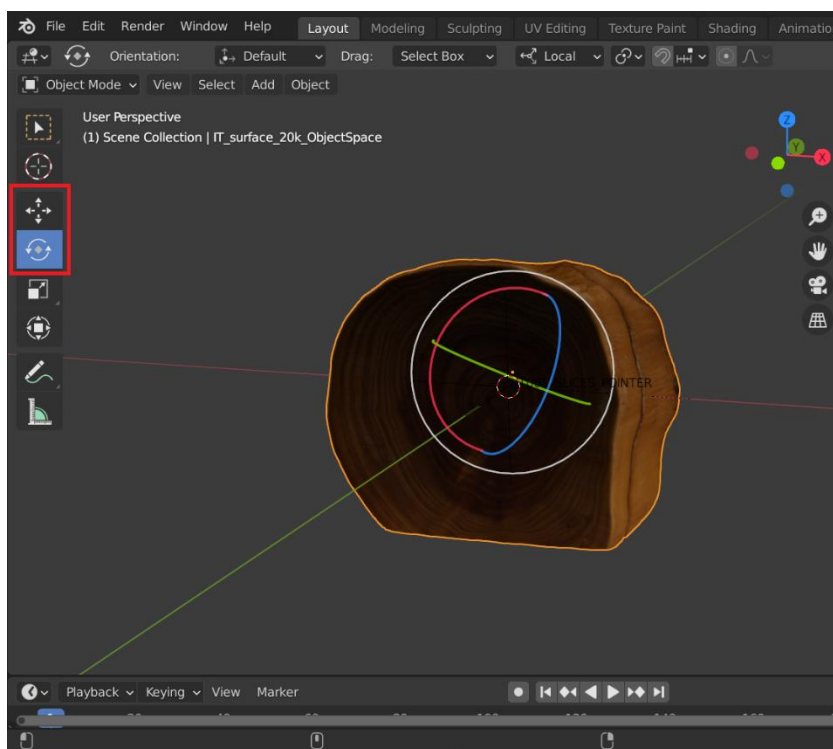 File Edit Render Window Help Layout Modeling Sculpting UV Editing Texture Paint Shading Animatio
Orientation: Default Drag: Select Box Local
Object Mode View Select Add Object
User Perspective
(1) Scene Collection | IT_surface_20k_ObjectSpace
Z
Y
X
POINTER
Playback Keying View Marker